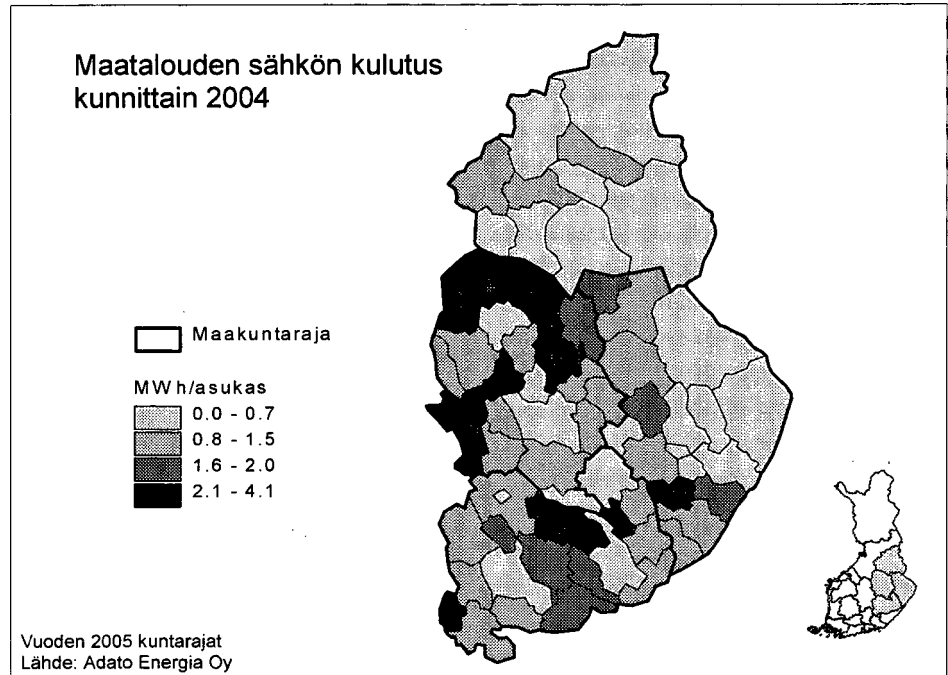 Maatalouden sähkön kulutus
kunnittain 2004
Maakuntaraja
MWh/asukas
0.0 - 0.7
0.8 - 1.5
1.6 - 2.0
2.1 - 4.1
Vuoden 2005 kuntarajat
Lähde: Adato Energia Oy